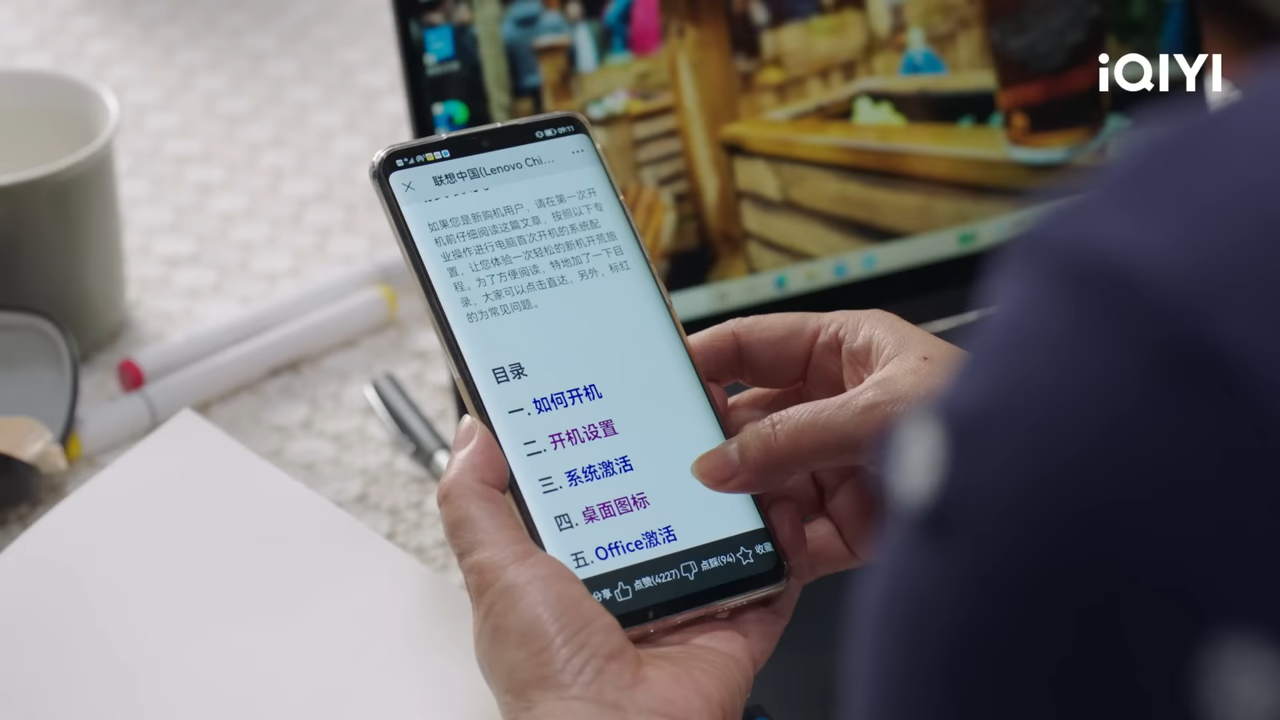 iQIYI
09:11
联想中国(Lenovo Chi...
如果您是新购机用户，请在第一次开
机前仔细阅读这篇文章，按照以下专
业操作进行电脑首次开机的系统配
置，让您体验一次轻松的新机开荒旅
程。为了方便阅读，特地加了一下目
录，大家可以点击直达，另外，标红
的为常见问题。
目录
一. 如何开机
二. 开机设置
三. 系统激活
四. 桌面图标
五. Office激活
分享 点赞(4227) 点踩(94) 收藏